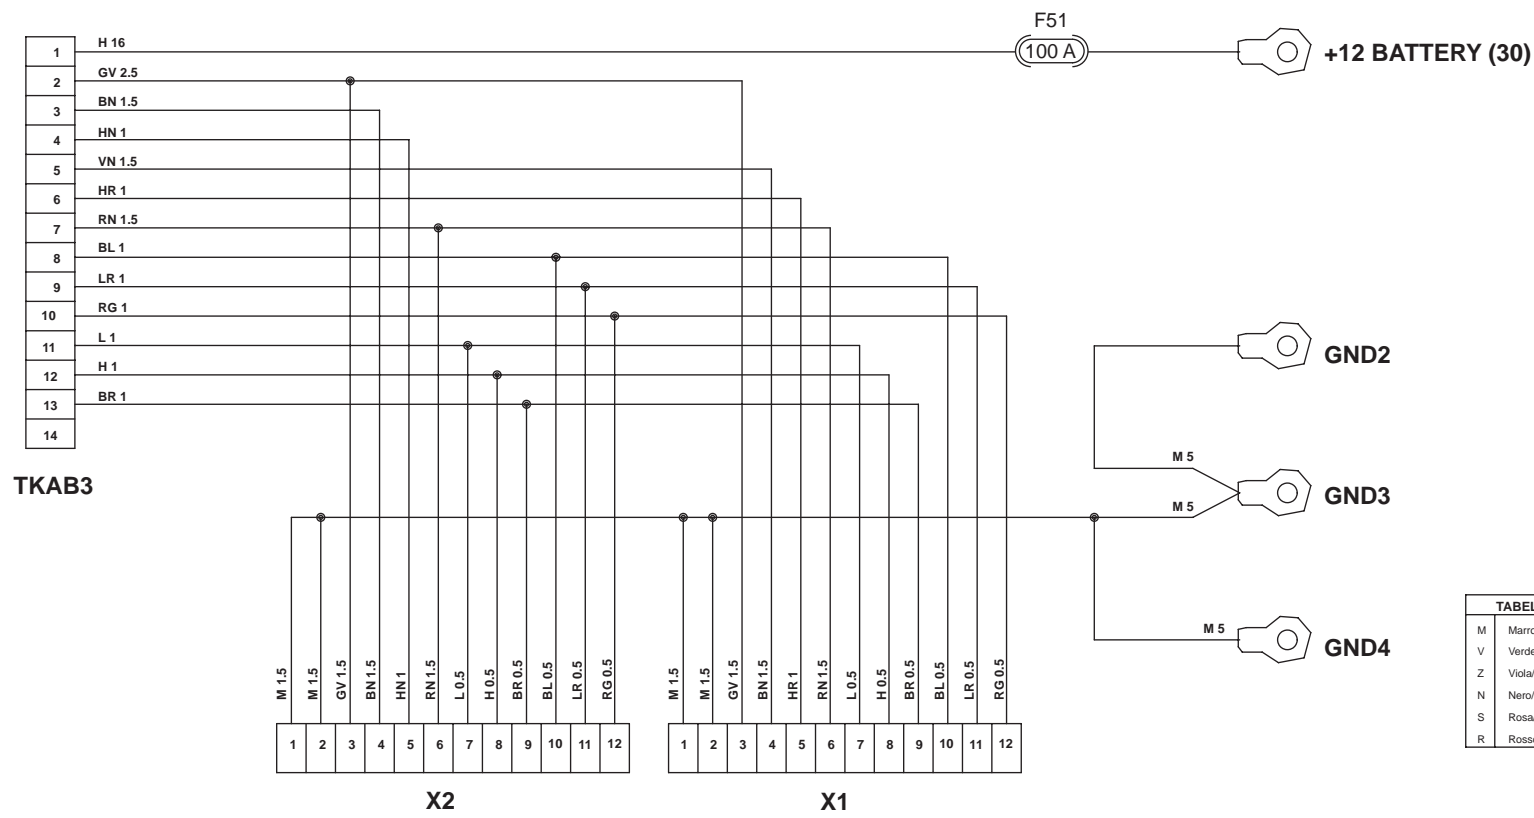 F51
100 A
+12 BATTERY (30)
1 H 16
2 GV 2.5
3 BN 1.5
4 HN 1
5 VN 1.5
6 HR 1
7 RN 1.5
8 BL 1
9 LR 1
10 RG 1
11 L 1
12 H 1
13 BR 1
14
TKAB3
GND2
M 5
GND3
M 5
M 5
GND4
M 1.5
M 1.5
GV 1.5
BN 1.5
HN 1
RN 1.5
L 0.5
H 0.5
BR 0.5
BL 0.5
LR 0.5
RG 0.5
1 2 3 4 5 6 7 8 9 10 11 12
X2
M 1.5
M 1.5
GV 1.5
BN 1.5
HR 1
RN 1.5
L 0.5
H 0.5
BR 0.5
BL 0.5
LR 0.5
RG 0.5
1 2 3 4 5 6 7 8 9 10 11 12
X1
M
V Verde
Z Viola/
N Nero/
S
R